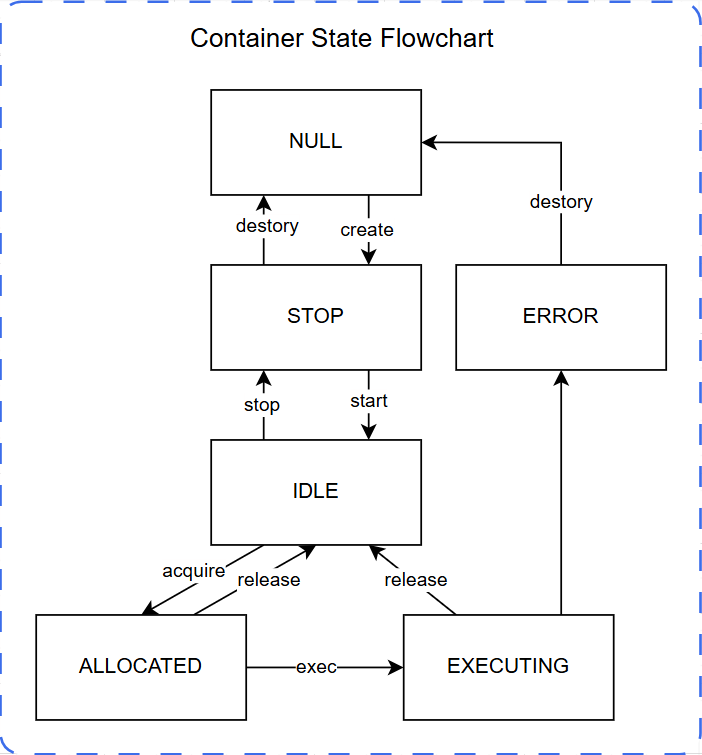 Container State Flowchart
NULL
destory
destory
create
STOP
ERROR
stop
start
IDLE
acquire
release
release
ALLOCATED
exec
EXECUTING